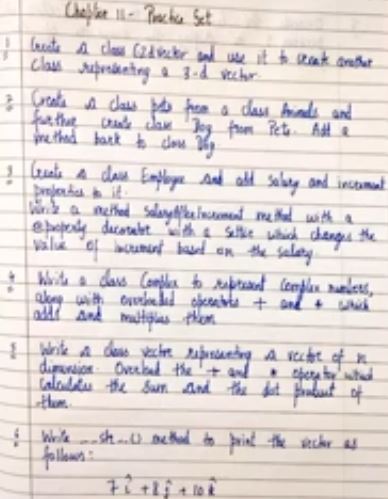 Chapter 11 - Practice Set
1 Create a class C2dvector and use it to create another
class representing a 3-d vector.
2 Create a class pets from a class Animals and
further create class Dog from Pets. Add a
method bark to class Dog
3 Create a class Employee and add salary and increment
properties to it.
Write a method salaryAfterIncrement method with a
@property decorator with a setter which changes the
value of increment based on the salary
4 Write a class Complex to represent complex numbers,
along with overloaded operators + and * which
adds and multiplies them
5 Write a class vector representing a vector of n
dimension. Overload the + and * operator which
calculates the sum and the dot product of
them.
6 Write __str__() method to print the vector as
follows:
7î + 8ĵ + 10k̂